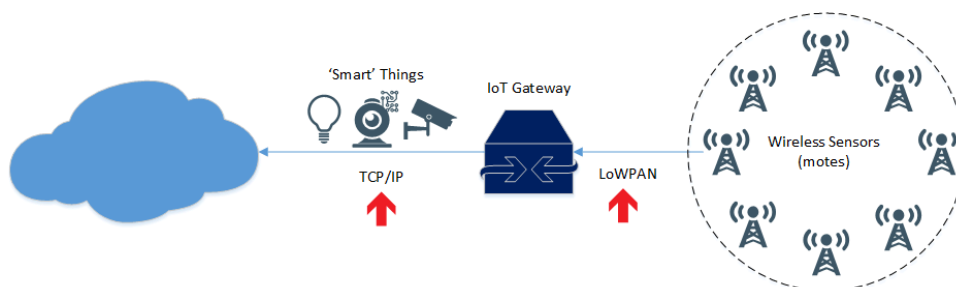 ‘Smart’ Things
IoT Gateway
TCP/IP
LoWPAN
Wireless Sensors
(motes)